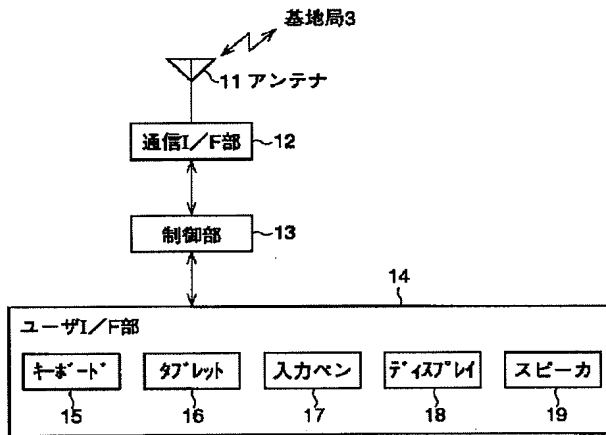 基地局3
11 アンテナ
通信I/F部 12
制御部 13
14
ユーザI/F部
キーボード タブレット 入力ペン ディスプレイ スピーカ
15 16 17 18 19